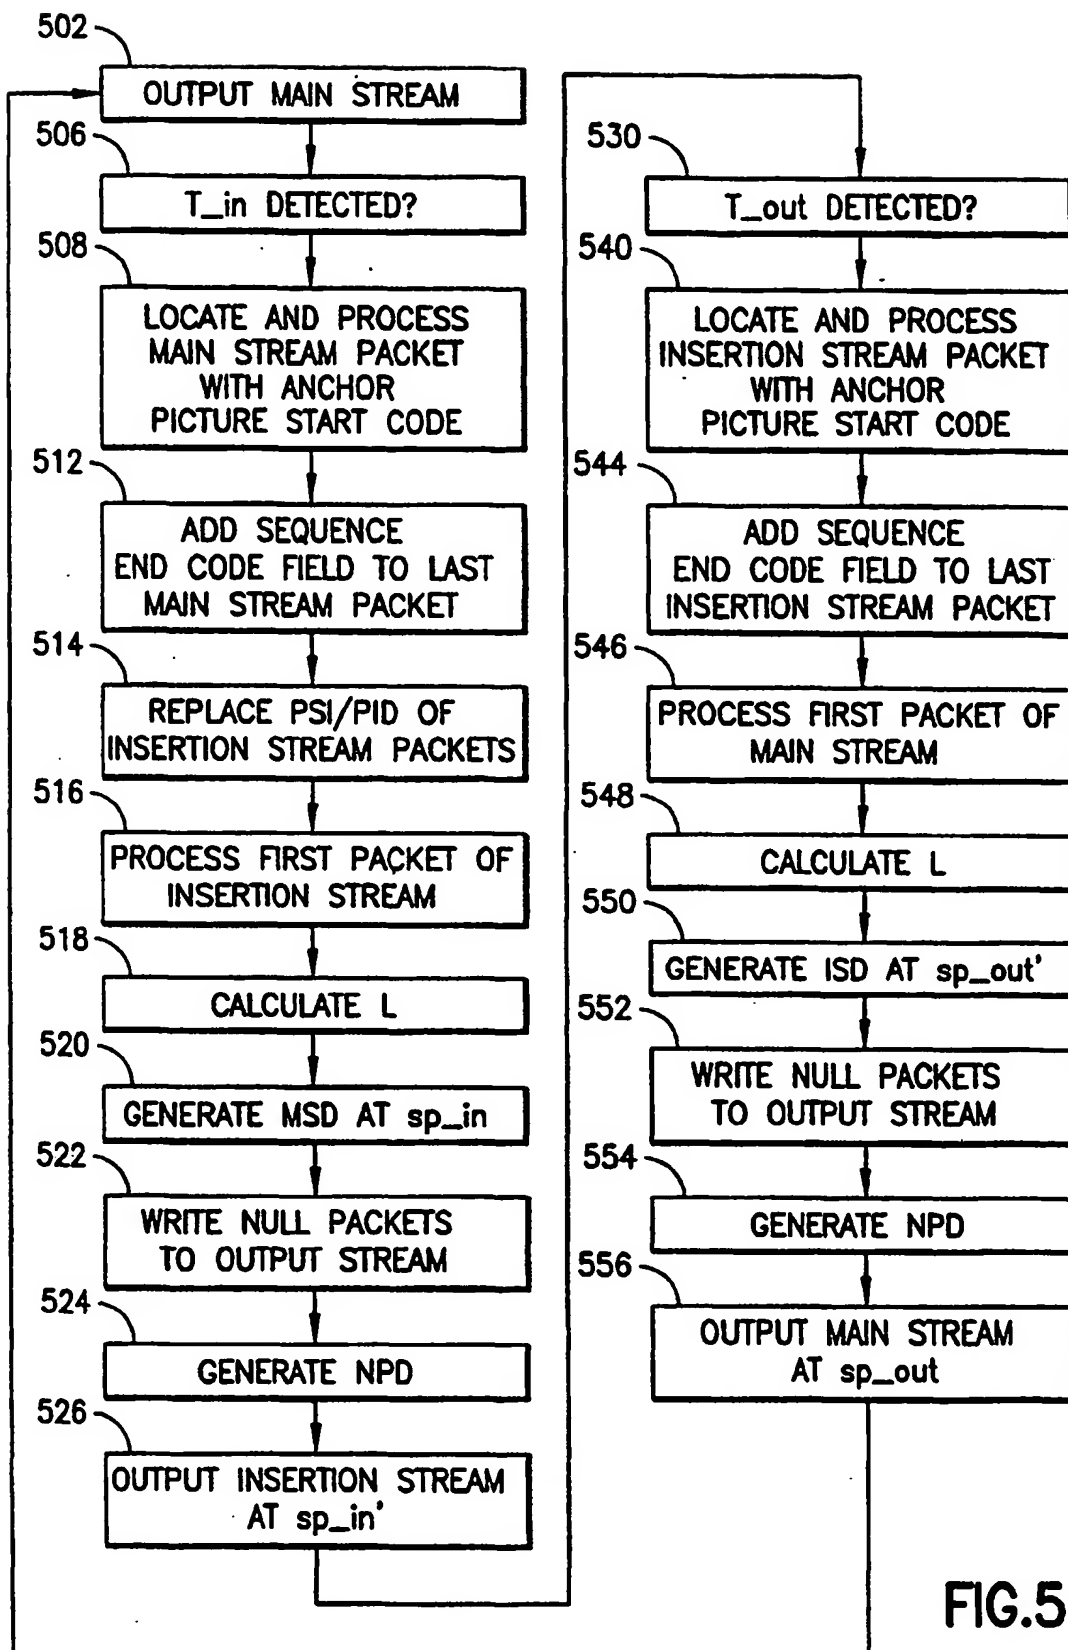 502
OUTPUT MAIN STREAM
506
T_in DETECTED?
508
LOCATE AND PROCESS
MAIN STREAM PACKET
WITH ANCHOR
PICTURE START CODE
512
ADD SEQUENCE
END CODE FIELD TO LAST
MAIN STREAM PACKET
514
REPLACE PSI/PID OF
INSERTION STREAM PACKETS
516
PROCESS FIRST PACKET OF
INSERTION STREAM
518
CALCULATE L
520
GENERATE MSD AT sp_in
522
WRITE NULL PACKETS
TO OUTPUT STREAM
524
GENERATE NPD
526
OUTPUT INSERTION STREAM
AT sp_in'
530
T_out DETECTED?
540
LOCATE AND PROCESS
INSERTION STREAM PACKET
WITH ANCHOR
PICTURE START CODE
544
ADD SEQUENCE
END CODE FIELD TO LAST
INSERTION STREAM PACKET
546
PROCESS FIRST PACKET OF
MAIN STREAM
548
CALCULATE L
550
GENERATE ISD AT sp_out'
552
WRITE NULL PACKETS
TO OUTPUT STREAM
554
GENERATE NPD
556
OUTPUT MAIN STREAM
AT sp_out
FIG.5